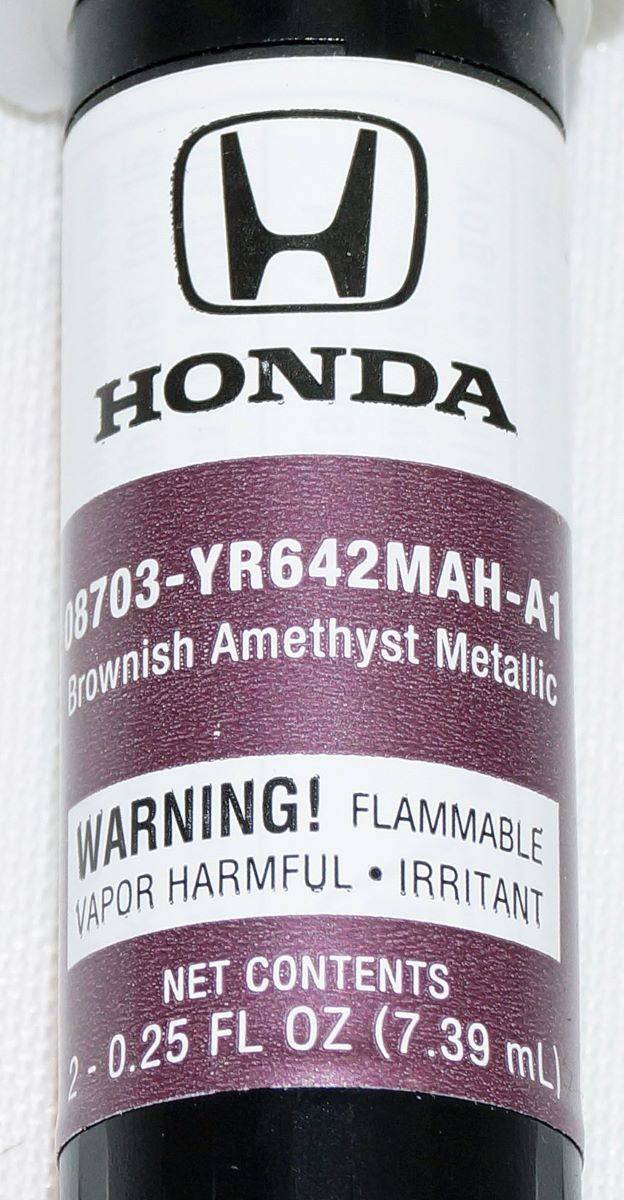 HONDA
08703-YR642MAH-A1
Brownish Amethyst Metallic
WARNING! FLAMMABLE
VAPOR HARMFUL • IRRITANT
NET CONTENTS
2 - 0.25 FL OZ (7.39 mL)